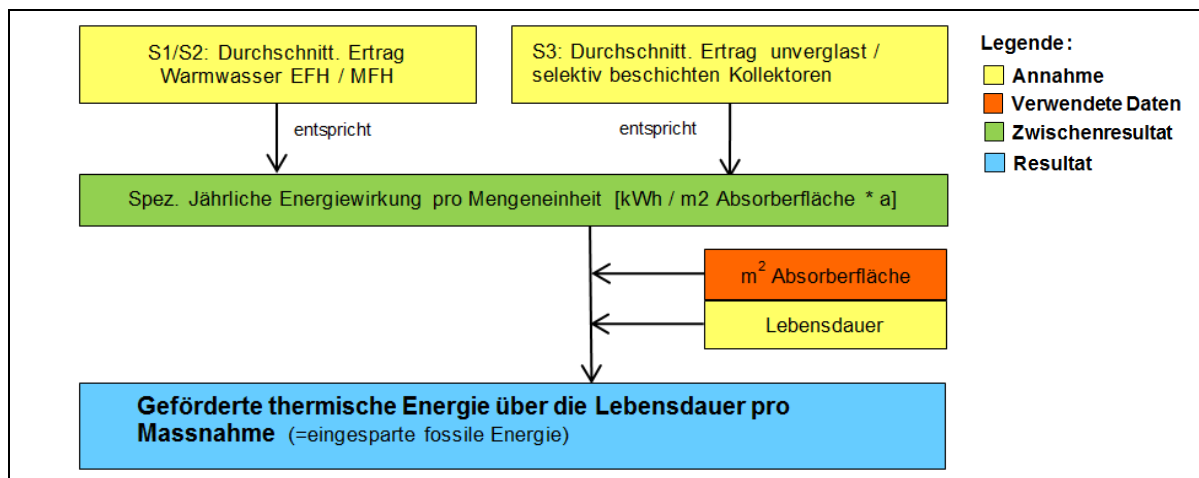 S1/S2: Durchschnitt. Ertrag
Warmwasser EFH / MFH
S3: Durchschnitt. Ertrag unverglast /
selektiv beschichten Kollektoren
Legende:
Annahme
Verwendete Daten
Zwischenresultat
Resultat
entspricht
entspricht
Spez. Jährliche Energiewirkung pro Mengeneinheit [kWh / m2 Absorberfläche * a]
m² Absorberfläche
Lebensdauer
Geförderte thermische Energie über die Lebensdauer pro
Massnahme (=eingesparte fossile Energie)